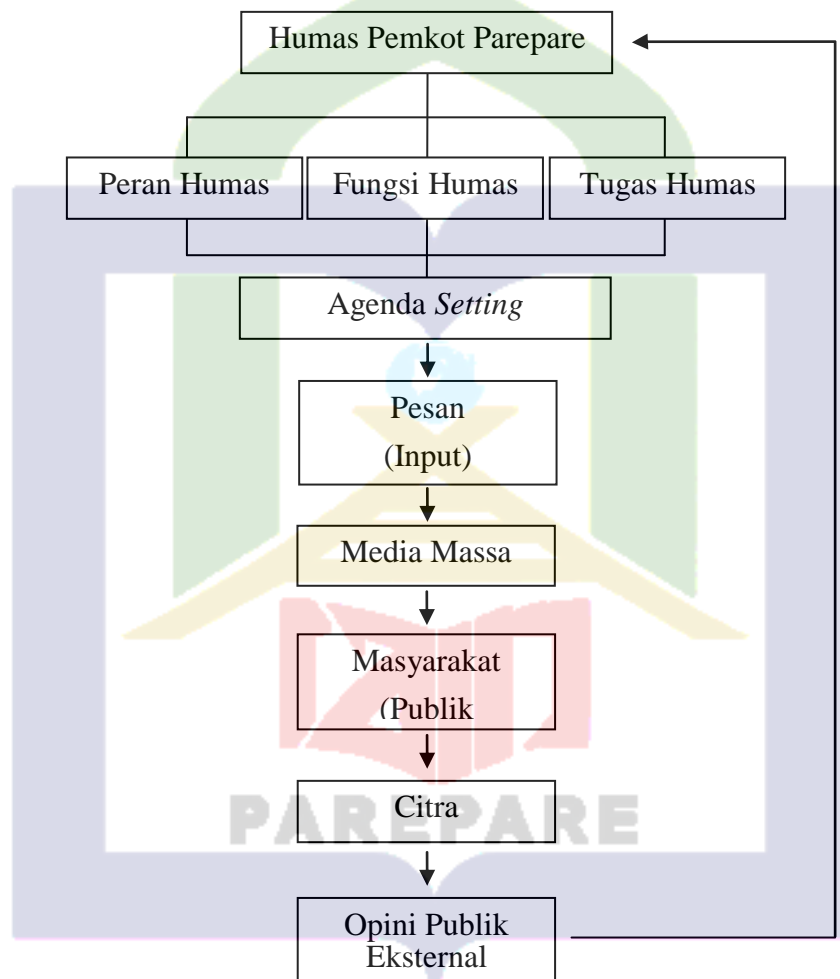 Humas Pemkot Parepare
Peran Humas
Fungsi Humas
Tugas Humas
Agenda Setting
Pesan
(Input)
Media Massa
Masyarakat
(Publik
Citra
PAREPARE
Opini Publik
Eksternal